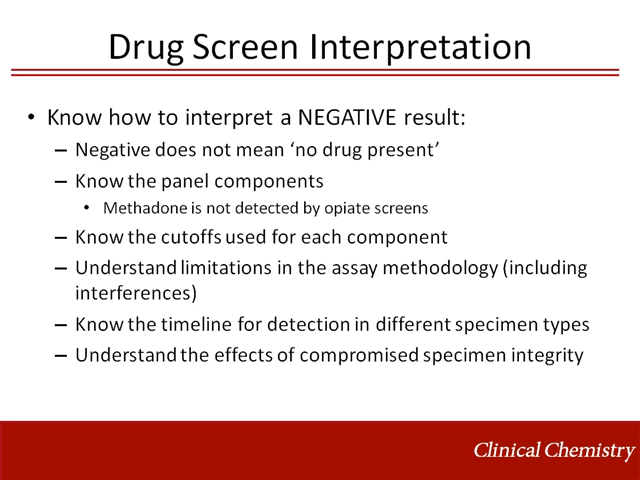 Drug Screen Interpretation
• Know how to interpret a NEGATIVE result:
– Negative does not mean ‘no drug present’
– Know the panel components
• Methadone is not detected by opiate screens
– Know the cutoffs used for each component
– Understand limitations in the assay methodology (including
interferences)
– Know the timeline for detection in different specimen types
– Understand the effects of compromised specimen integrity
Clinical Chemistry